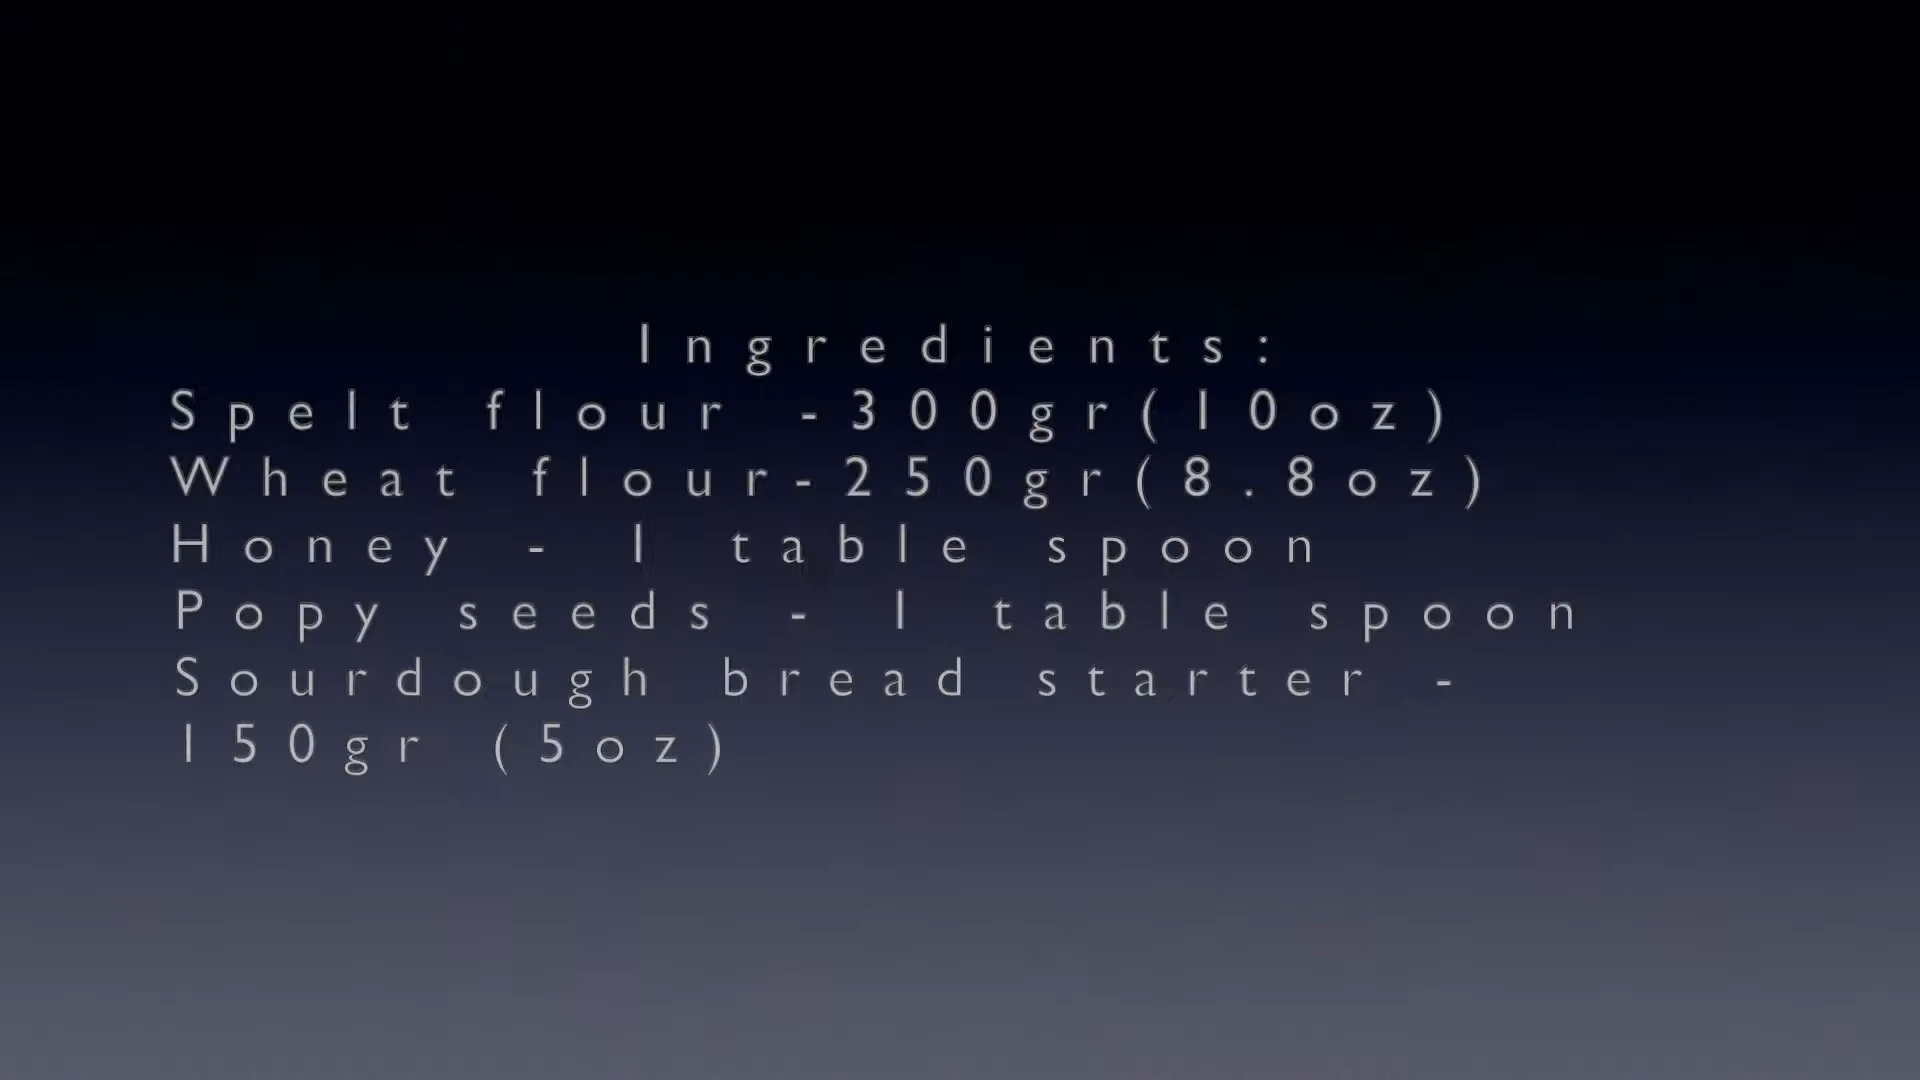 Ingredients:
Spelt flour -300gr(10oz)
Wheat flour-250gr(8.8oz)
Honey - 1 table spoon
Popy seeds - 1 table spoon
Sourdough bread starter -
150gr (5oz)